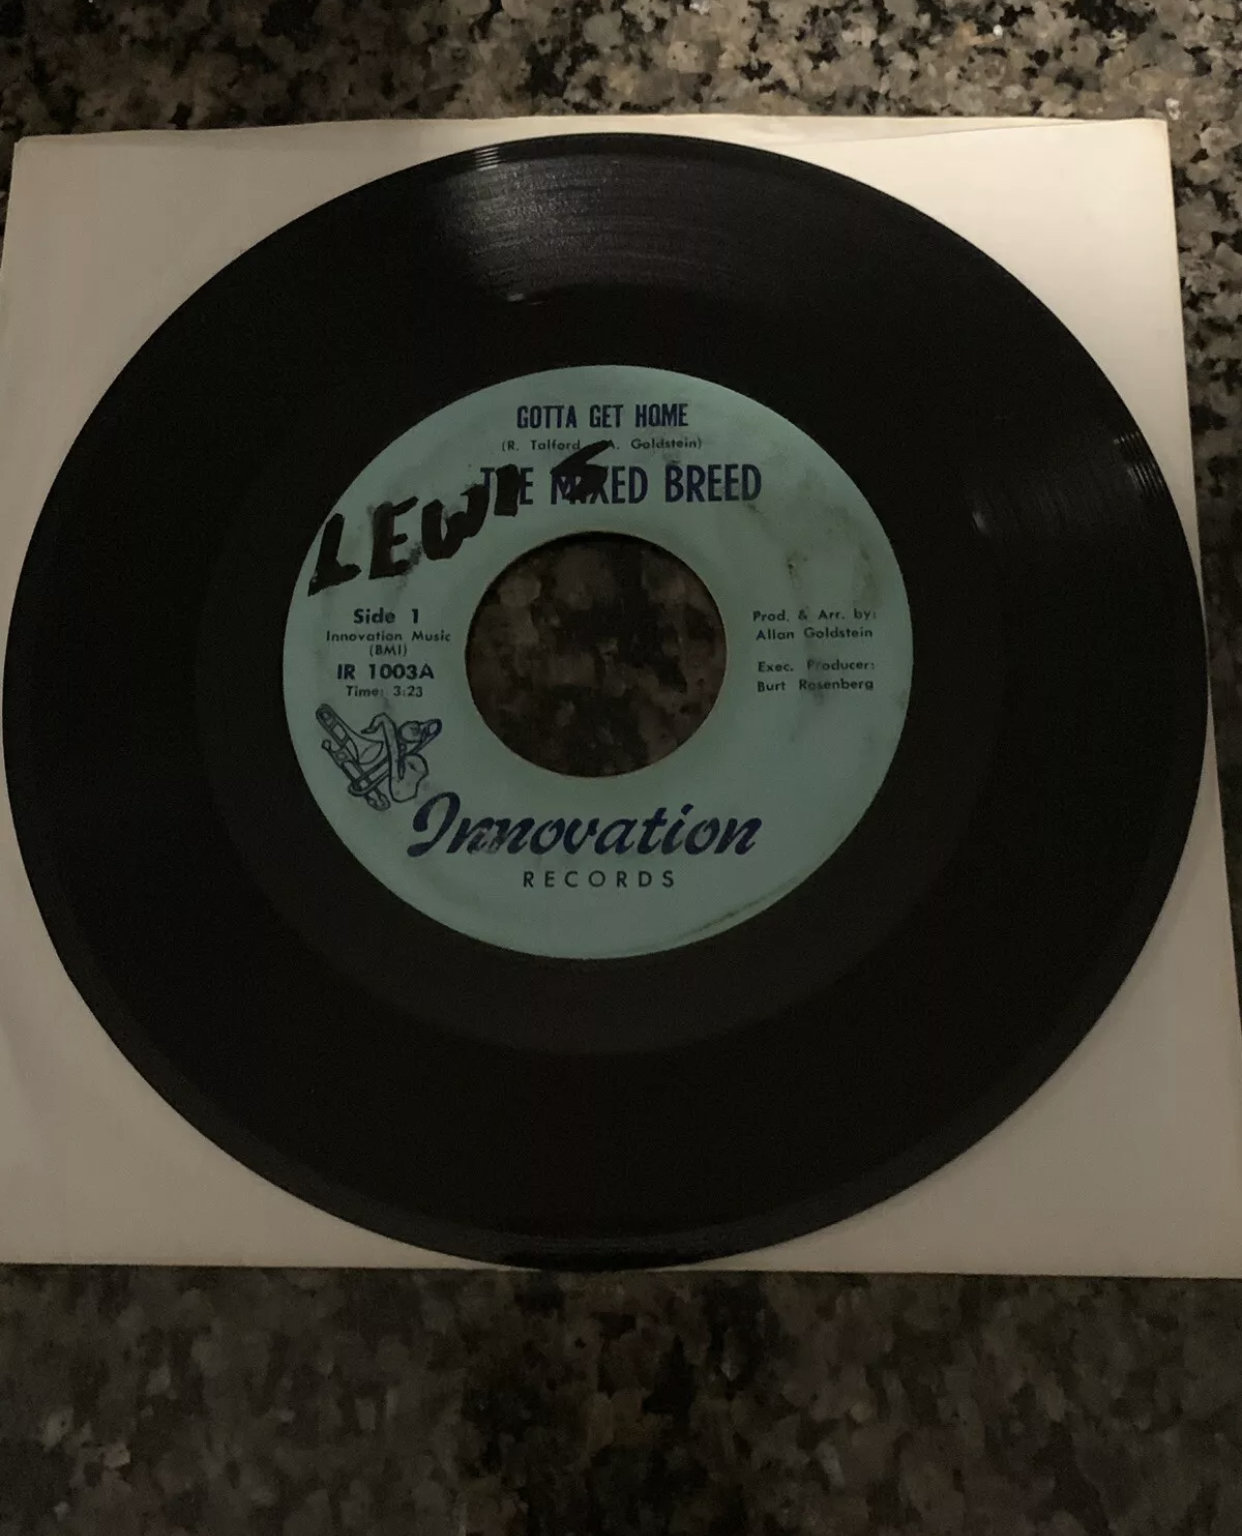 GOTTA GET HOME
(R. Talford A. Goldstein)
THE MIXED BREED
LEWIS
Side 1
Innovation Music
(BMI)
IR 1003A
Time: 3:23
Prod. & Arr. by:
Allan Goldstein
Exec. Producer:
Burt Rosenberg
Innovation
RECORDS